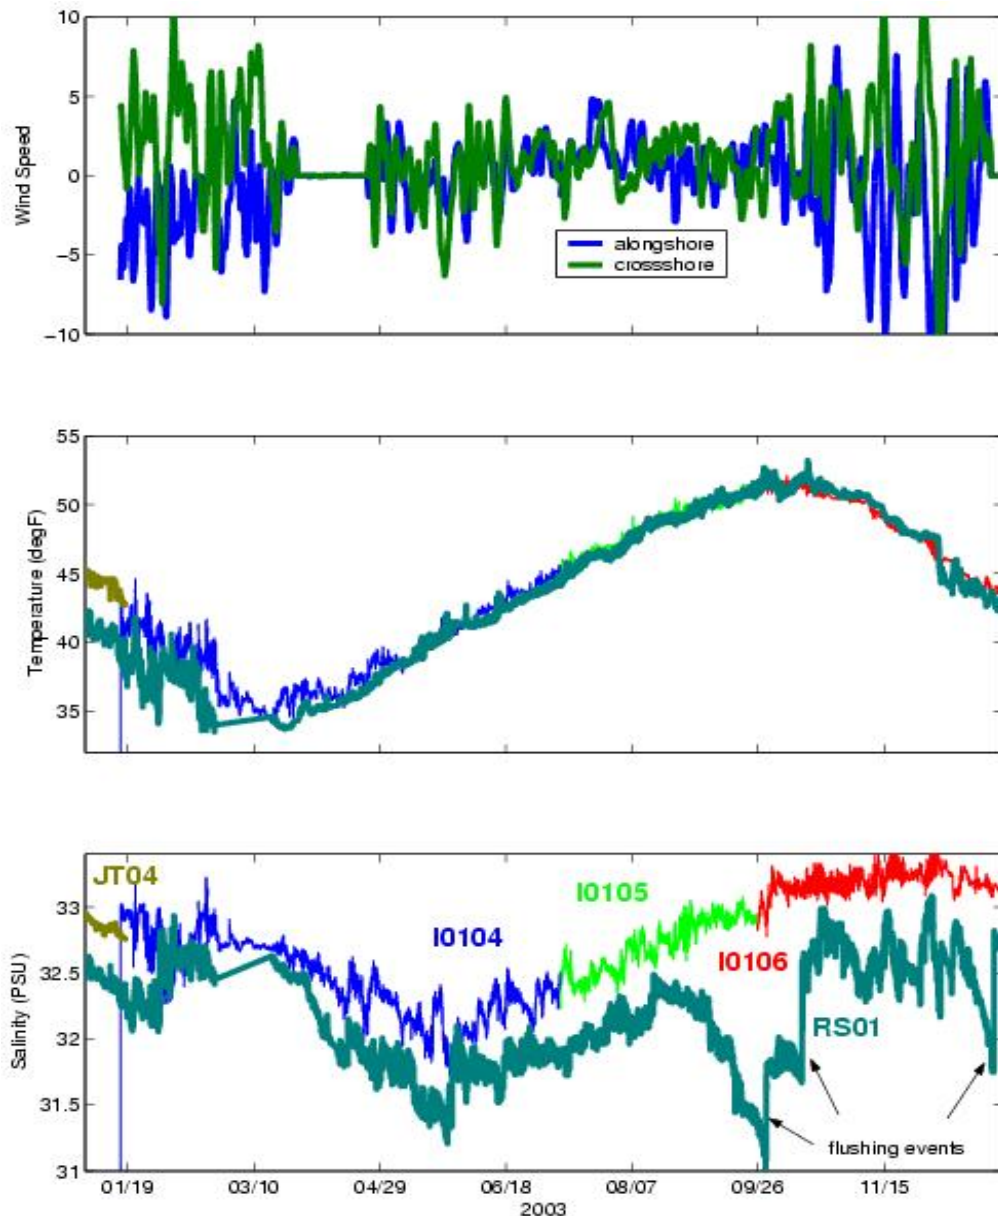 10
5
0
−5
−10
Wind Speed
alongshore
crossshore
55
50
45
40
35
Temperature (degF)
33
32.5
32
31.5
31
Salinity (PSU)
JT04
I0104
I0105
I0106
RS01
flushing events
01/19 03/10 04/29 06/18 08/07 09/26 11/15
2003